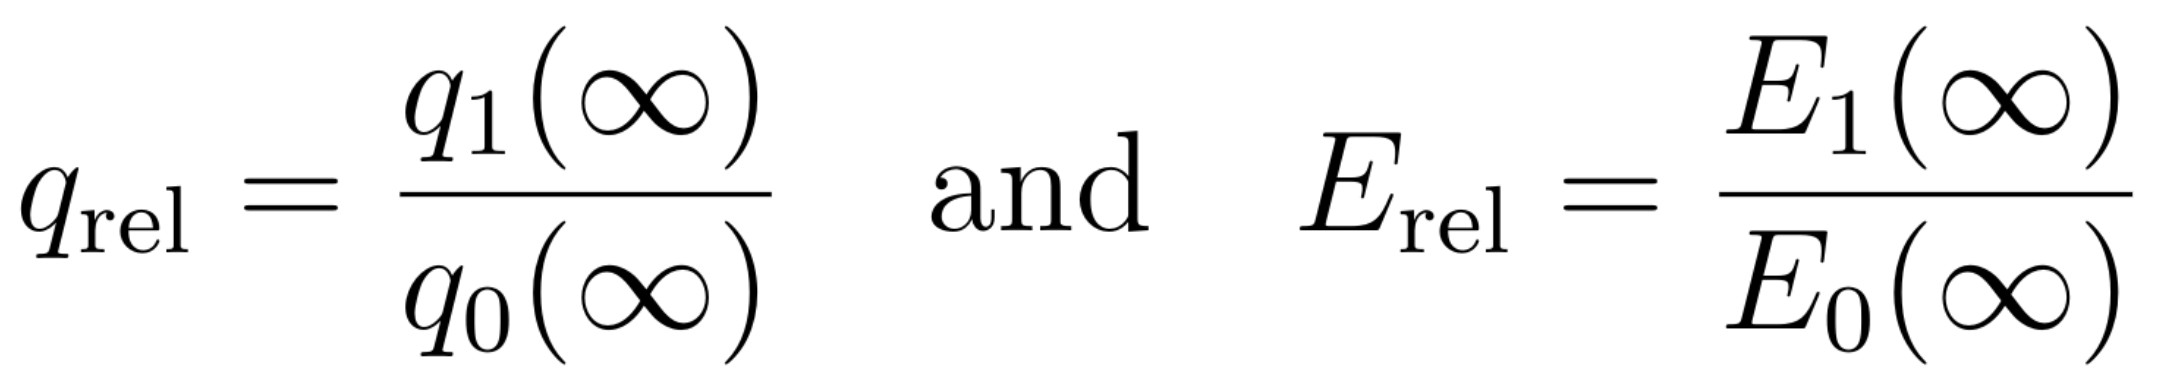 q_rel = q_1(∞)/q_0(∞) and E_rel = E_1(∞)/E_0(∞)